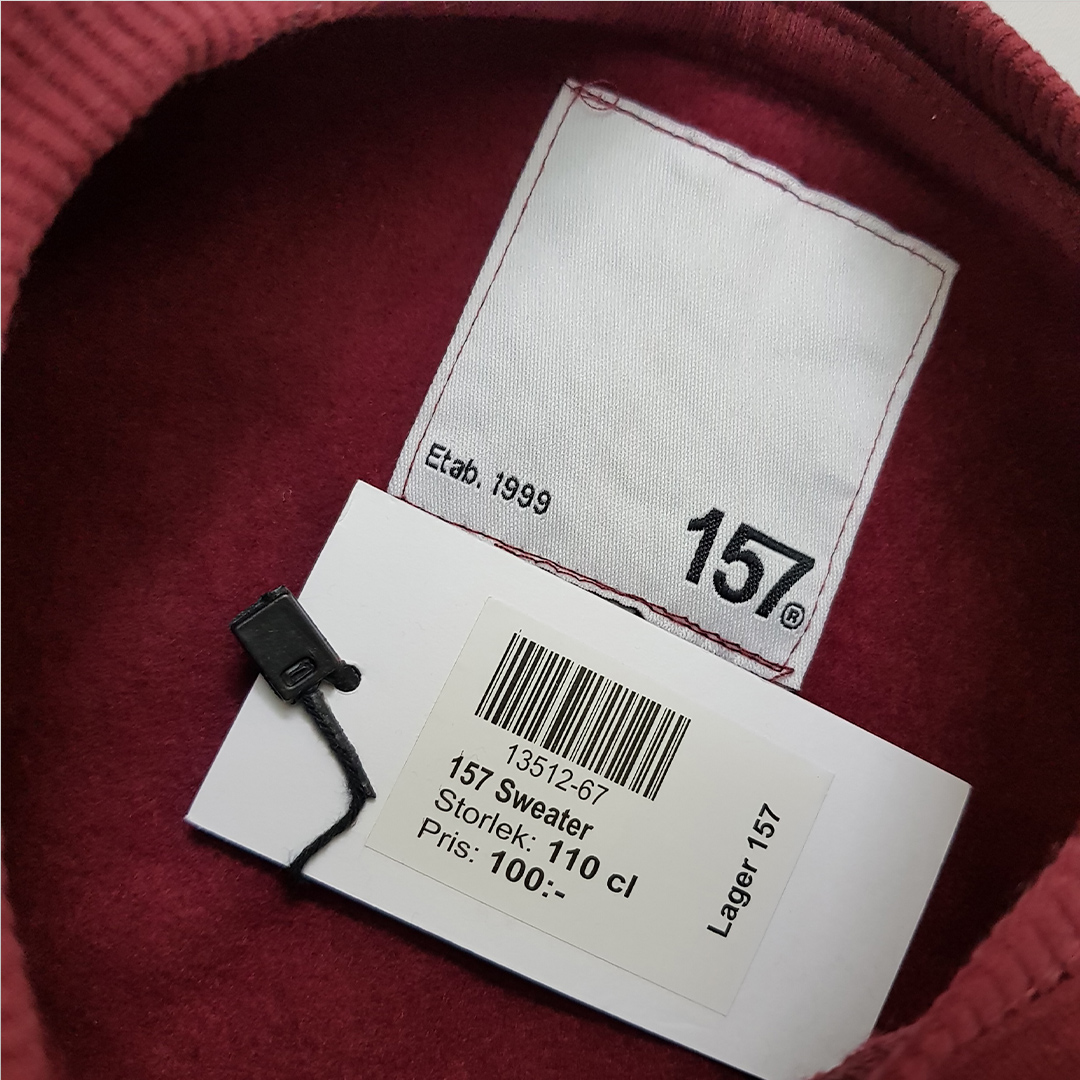 Etab. 1999
157®
13512-67
157 Sweater
Storlek: 110 cl
Pris: 100:-
Lager 157